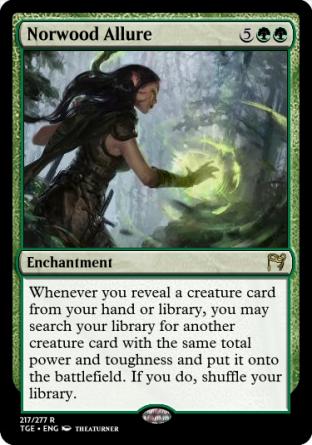 Norwood Allure 5
Enchantment
Whenever you reveal a creature card
from your hand or library, you may
search your library for another
creature card with the same total
power and toughness and put it onto
the battlefield. If you do, shuffle your
library.
217/277 R
TGE • ENG THEATURNER